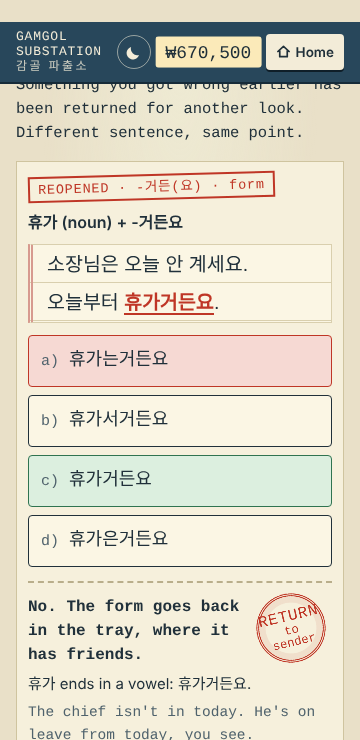 GAMGOL
SUBSTATION
감골 파출소
₩670,500
Home
Something you got wrong earlier has
been returned for another look.
Different sentence, same point.
REOPENED · -거든(요) · form
휴가 (noun) + -거든요
소장님은 오늘 안 계세요.
오늘부터 휴가거든요.
a) 휴가는거든요
b) 휴가서거든요
c) 휴가거든요
d) 휴가은거든요
No. The form goes back
in the tray, where it
has friends.
RETURN
to
sender
휴가 ends in a vowel: 휴가거든요.
The chief isn't in today. He's on
leave from today, you see.